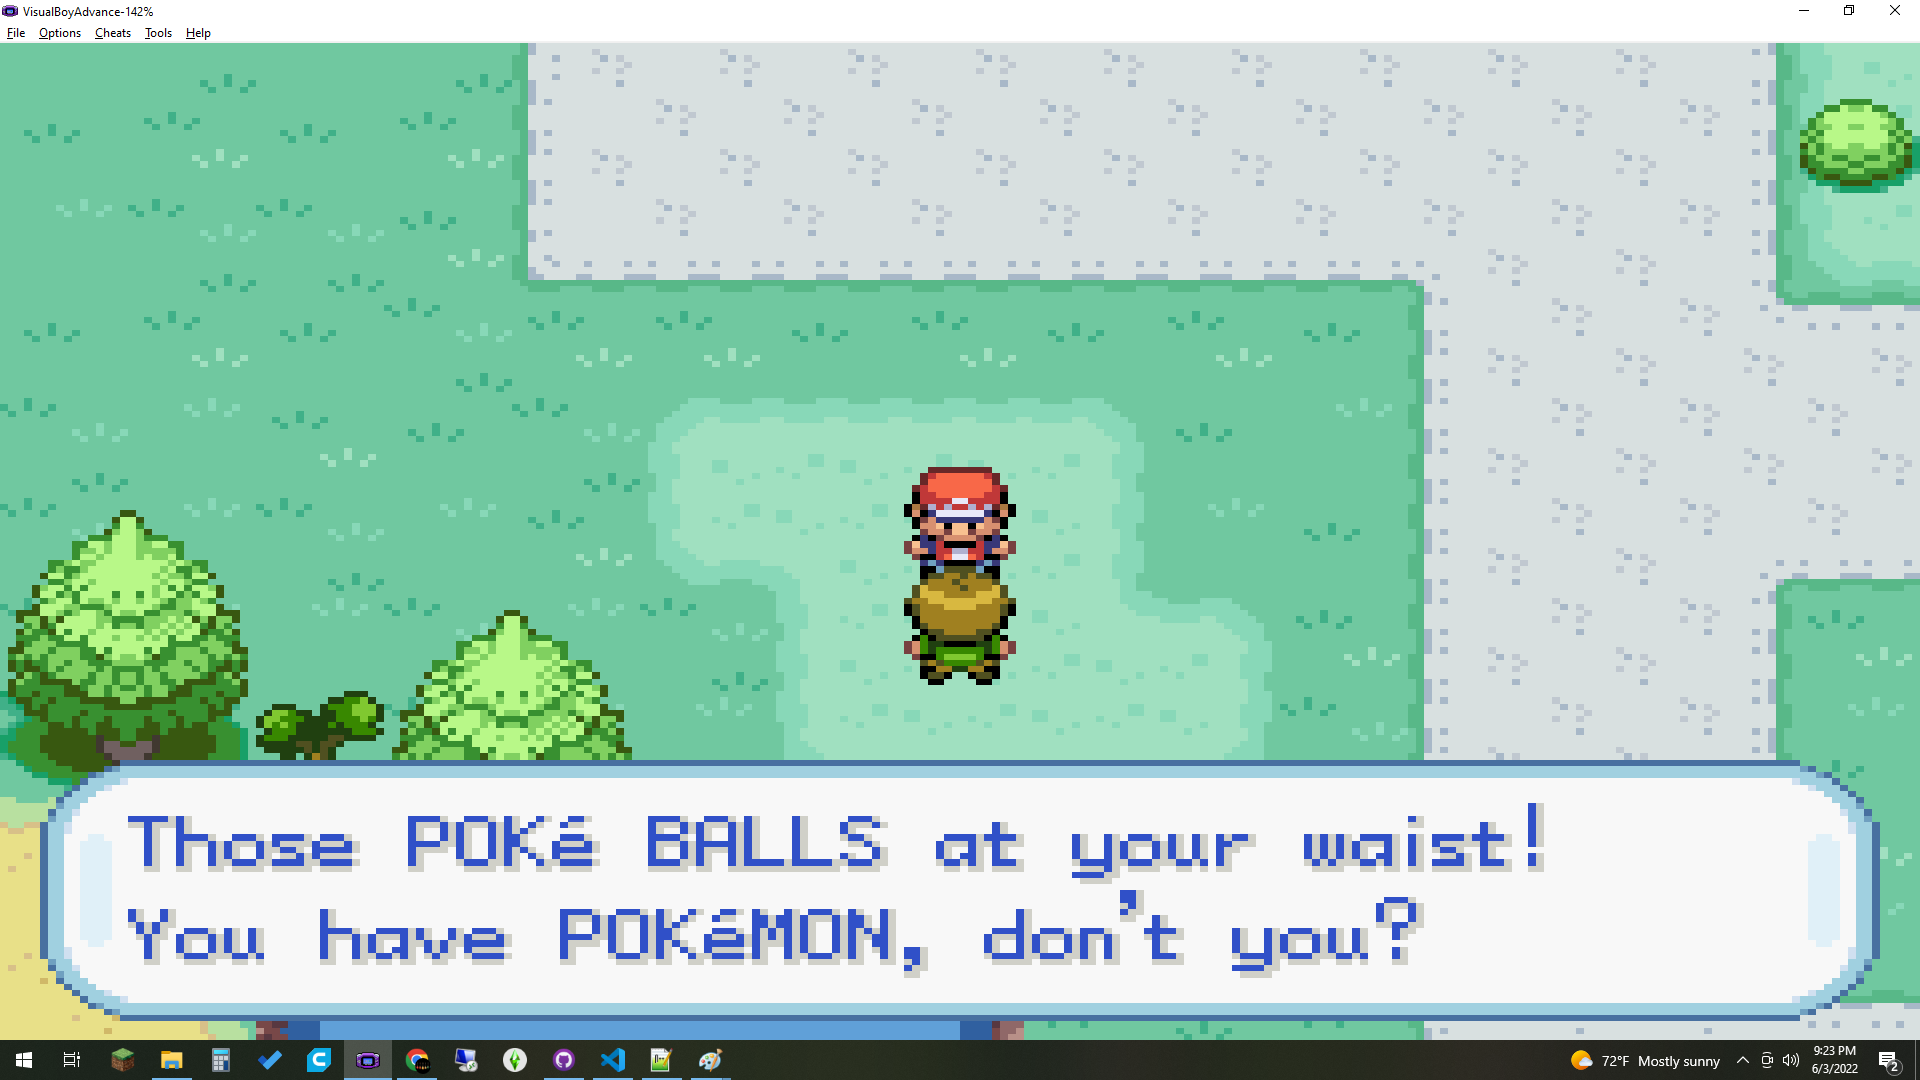 VisualBoyAdvance-142%
File Options Cheats Tools Help
Those POKé BALLS at your waist!
You have POKéMON, don't you?
72°F Mostly sunny
9:23 PM
6/3/2022
2